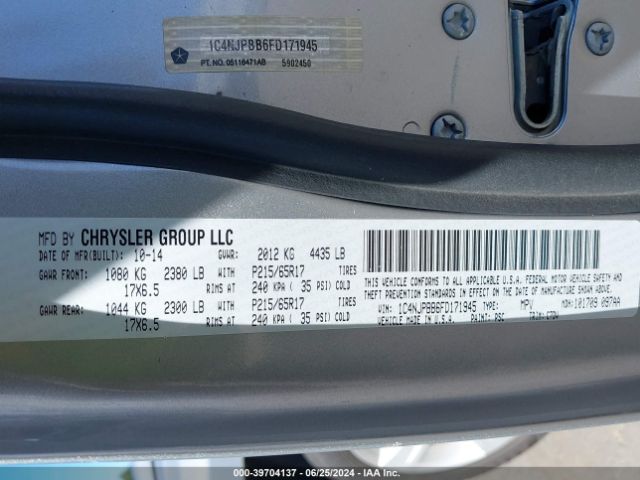 1C4NJPBB6FD171945
PT. NO. 05116471AB 5902450
MFD BY CHRYSLER GROUP LLC
DATE OF MFR(BUILT): 10-14 GVWR: 2012 KG 4435 LB
GAWR FRONT: 1080 KG 2380 LB WITH P215/65R17 TIRES
17X6.5 RIMS AT 240 KPA ( 35 PSI) COLD
GAWR REAR: 1044 KG 2300 LB WITH P215/65R17 TIRES
17X6.5 RIMS AT 240 KPA ( 35 PSI) COLD
THIS VEHICLE CONFORMS TO ALL APPLICABLE U.S.A. FEDERAL MOTOR VEHICLE SAFETY AND
THEFT PREVENTION STANDARDS IN EFFECT ON THE DATE OF MANUFACTURE SHOWN ABOVE.
VIN: 1C4NJPBB6FD171945 TYPE: MPV MDH:101709 097AA
VEHICLE MADE IN U.S.A. PAINT: PSC TRIM:
00-39704137 - 06/25/2024 - IAA Inc.